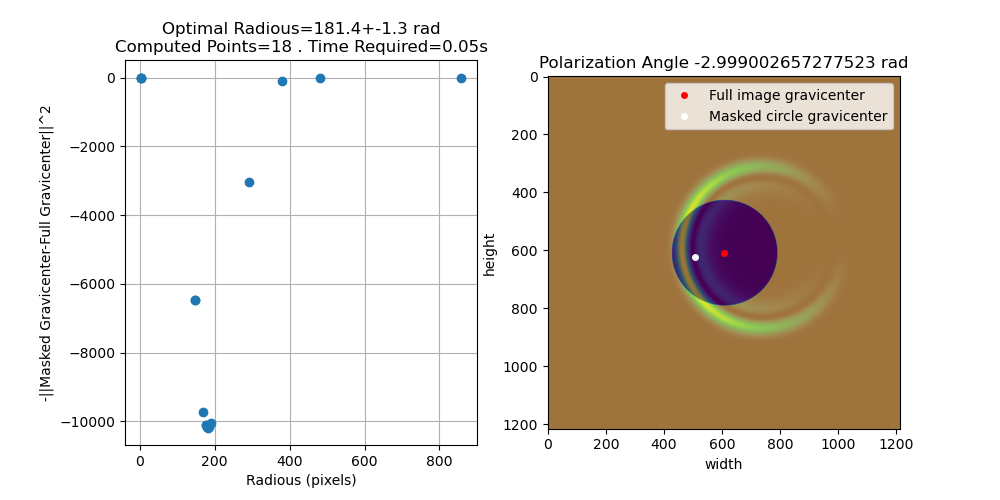 Optimal Radious=181.4+-1.3 rad
Computed Points=18 . Time Required=0.05s
-||Masked Gravicenter-Full Gravicenter||^2
0
−2000
−4000
−6000
−8000
−10000
0
200
400
600
800
Radious (pixels)
Polarization Angle -2.999002657277523 rad
Full image gravicenter
Masked circle gravicenter
height
0
200
400
600
800
1000
1200
0
200
400
600
800
1000
1200
width